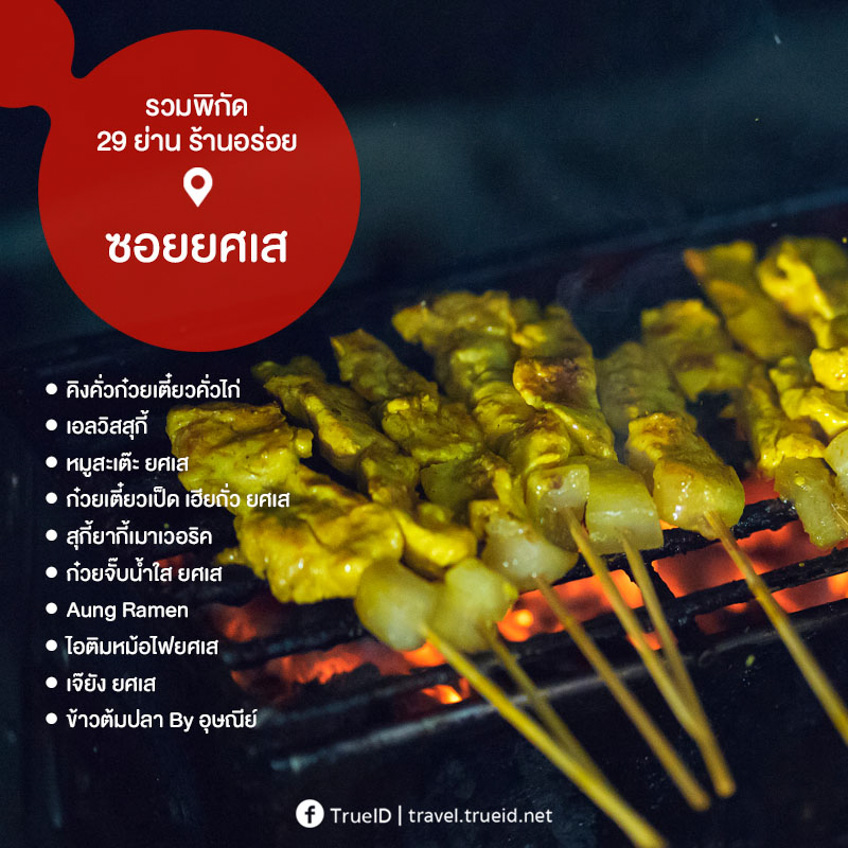 รวมพิกัด
29 ย่าน ร้านอร่อย
ซอยยศเส
● คิงคั่วก๋วยเตี๋ยวคั่วไก่
● เอลวิสสุกี้
● หมูสะเต๊ะ ยศเส
● ก๋วยเตี๋ยวเป็ด เฮียถั่ว ยศเส
● สุกี้ยากี้เมาเวอริค
● ก๋วยจั๊บน้ำใส ยศเส
● Aung Ramen
● ไอติมหม้อไฟยศเส
● เจ๊ยัง ยศเส
● ข้าวต้มปลา By อุษณีย์
f TrueID | travel.trueid.net